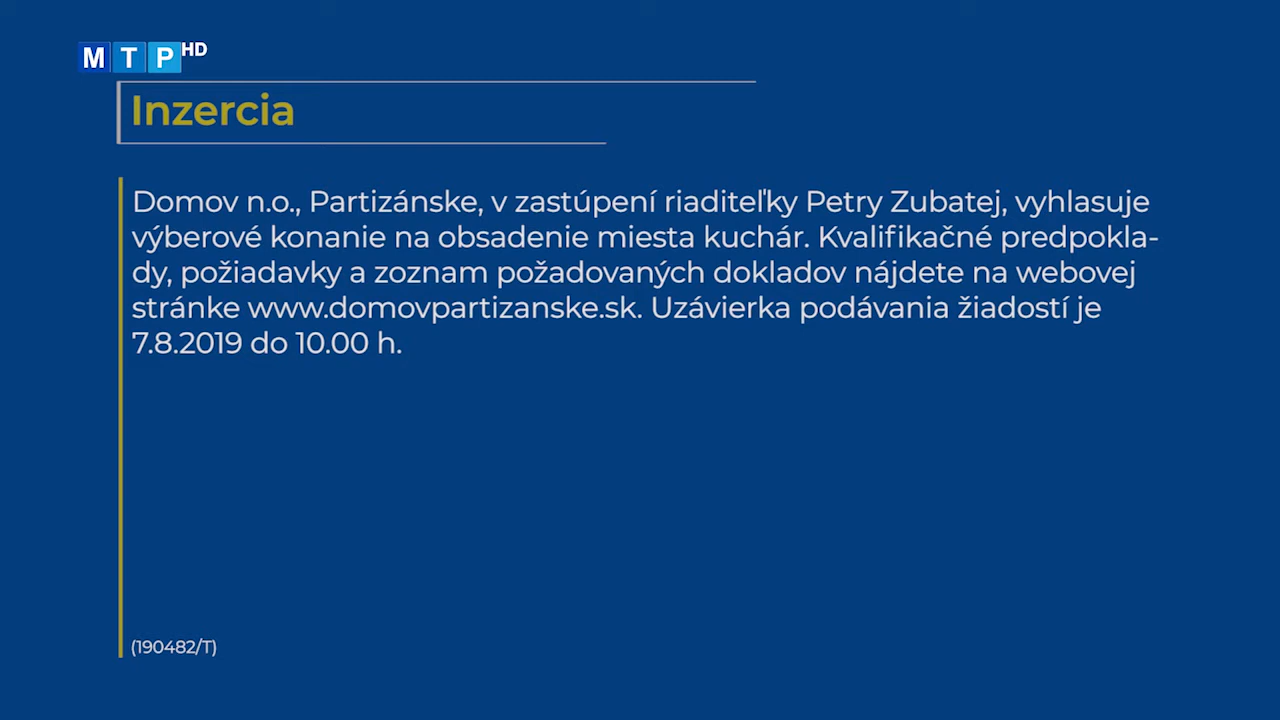 MTP HD
Inzercia
Domov n.o., Partizánske, v zastúpení riaditeľky Petry Zubatej, vyhlasuje
výberové konanie na obsadenie miesta kuchár. Kvalifikačné predpokla-
dy, požiadavky a zoznam požadovaných dokladov nájdete na webovej
stránke www.domovpartizanske.sk. Uzávierka podávania žiadostí je
7.8.2019 do 10.00 h.
(190482/T)